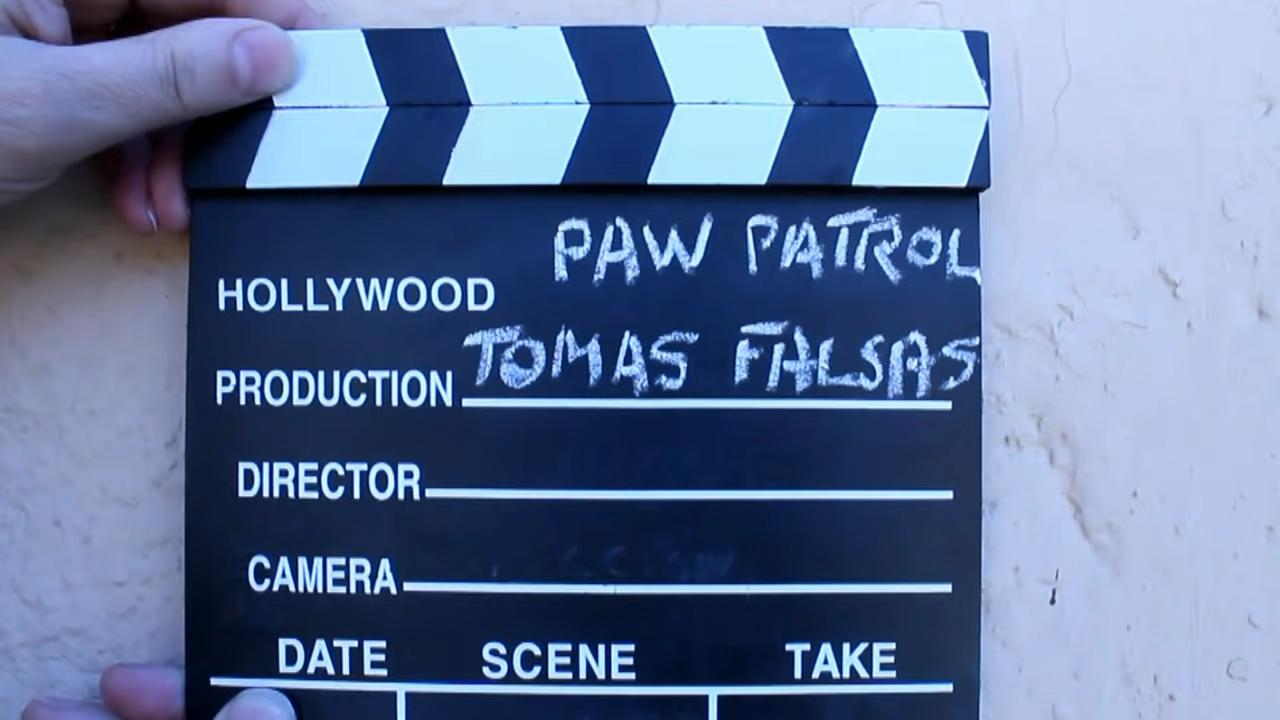 PAW PATROL
HOLLYWOOD
TOMAS FALSAS
PRODUCTION
DIRECTOR
CAMERA
DATE SCENE TAKE